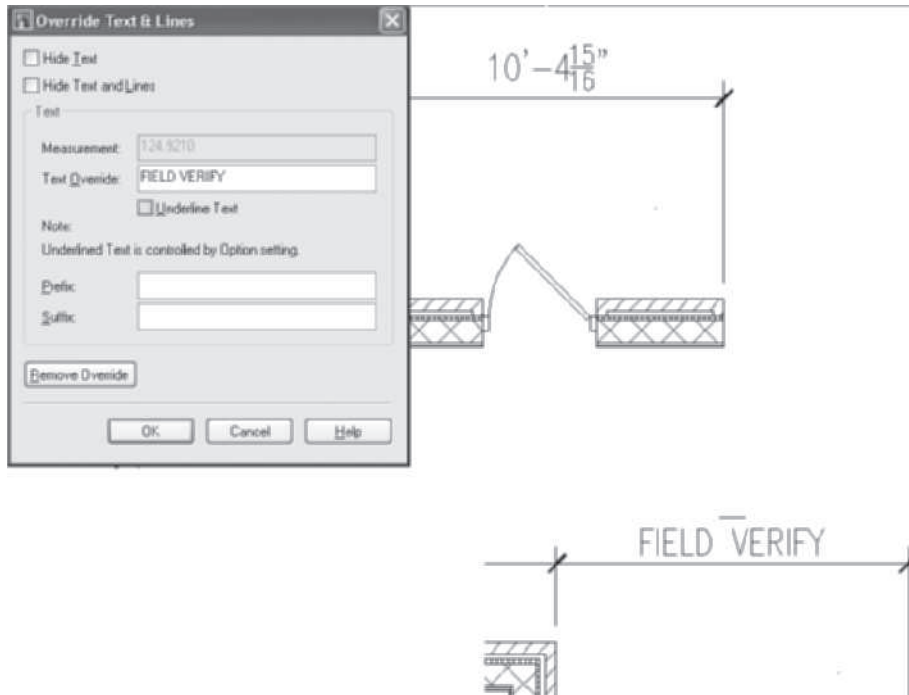 Override Text & Lines
Hide Text
Hide Text and Lines
Text
Measurement: 124.9210
Text Override: FIELD VERIFY
Underline Text
Note:
Underlined Text is controlled by Option setting.
Prefix:
Suffix:
Remove Override
OK Cancel Help
10'-4 15/16"
FIELD VERIFY